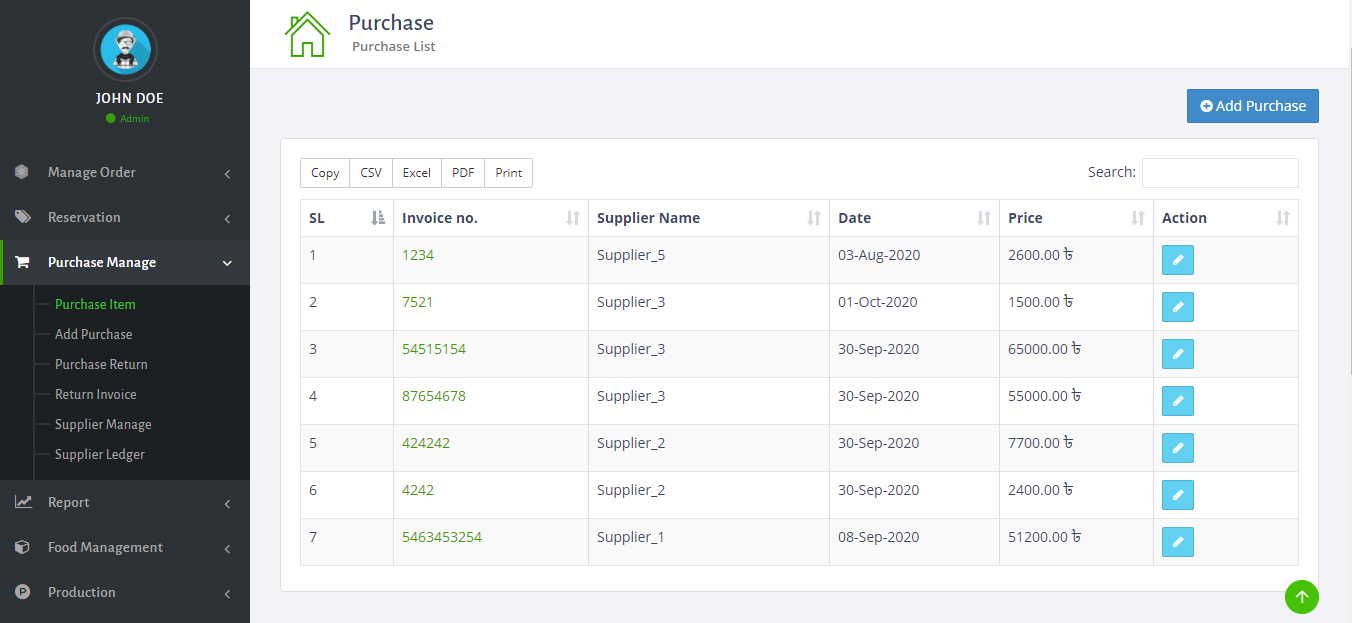 JOHN DOE
Admin
Manage Order
Reservation
Purchase Manage
Purchase Item
Add Purchase
Purchase Return
Return Invoice
Supplier Manage
Supplier Ledger
Report
Food Management
P Production
Purchase
Purchase List
Add Purchase
Copy CSV Excel PDF Print Search:
SL Invoice no. Supplier Name Date Price Action
1 1234 Supplier_5 03-Aug-2020 2600.00 ৳
2 7521 Supplier_3 01-Oct-2020 1500.00 ৳
3 54515154 Supplier_3 30-Sep-2020 65000.00 ৳
4 87654678 Supplier_3 30-Sep-2020 55000.00 ৳
5 424242 Supplier_2 30-Sep-2020 7700.00 ৳
6 4242 Supplier_2 30-Sep-2020 2400.00 ৳
7 5463453254 Supplier_1 08-Sep-2020 51200.00 ৳